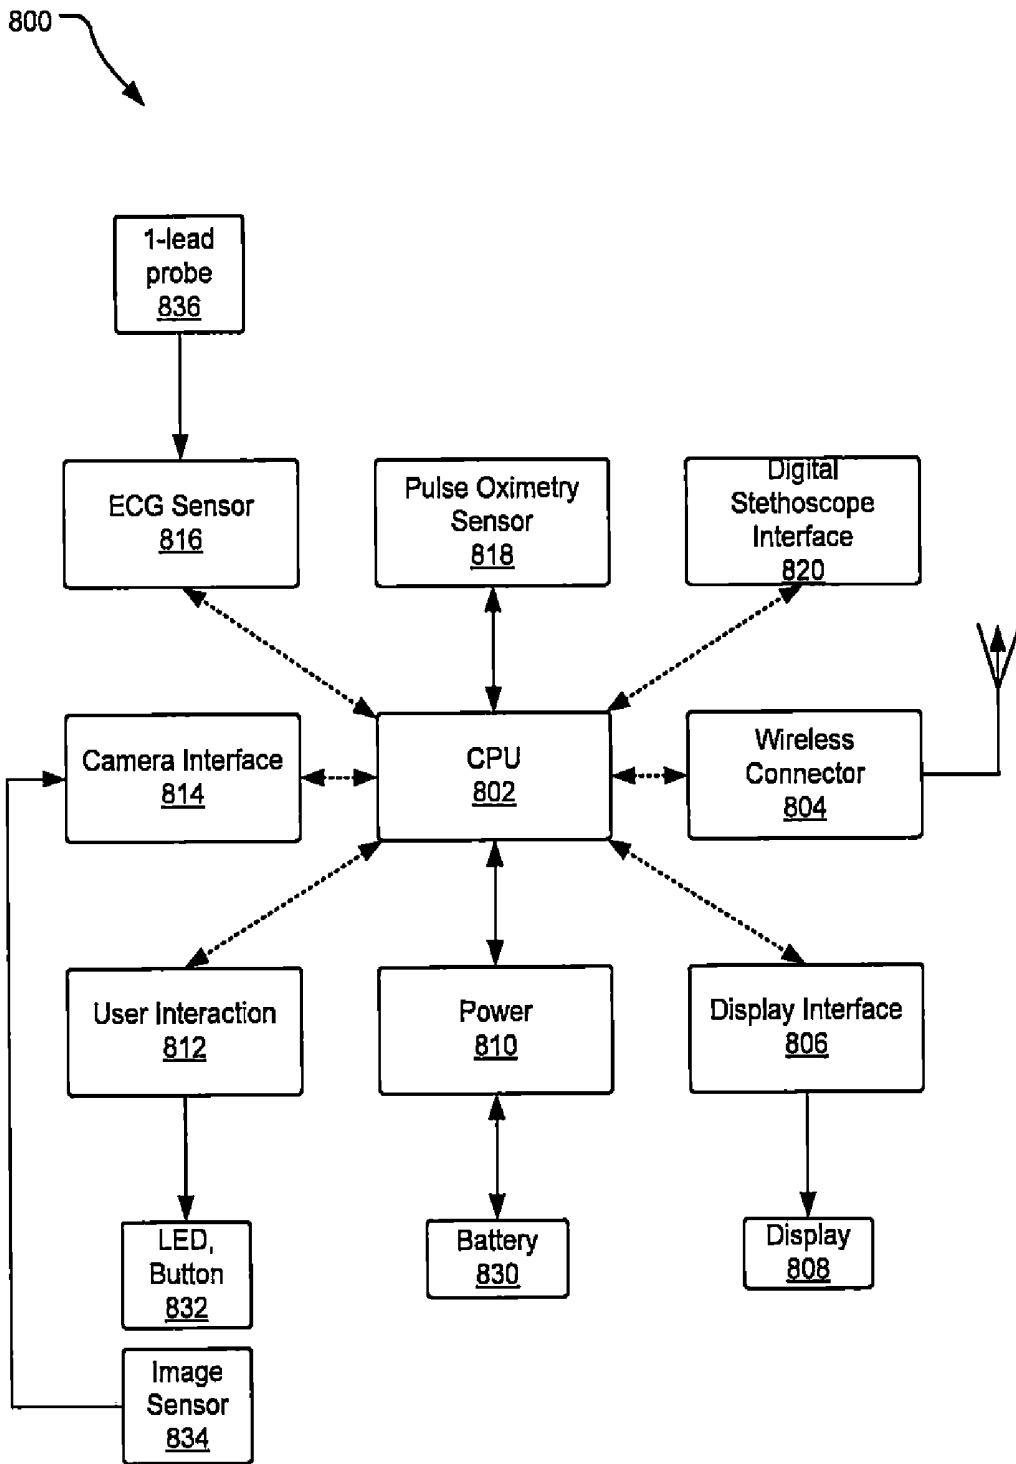 800
1-lead
probe
836
ECG Sensor
816
Pulse Oximetry
Sensor
818
Digital
Stethoscope
Interface
820
Camera Interface
814
CPU
802
Wireless
Connector
804
User Interaction
812
Power
810
Display Interface
806
LED,
Button
832
Battery
830
Display
808
Image
Sensor
834